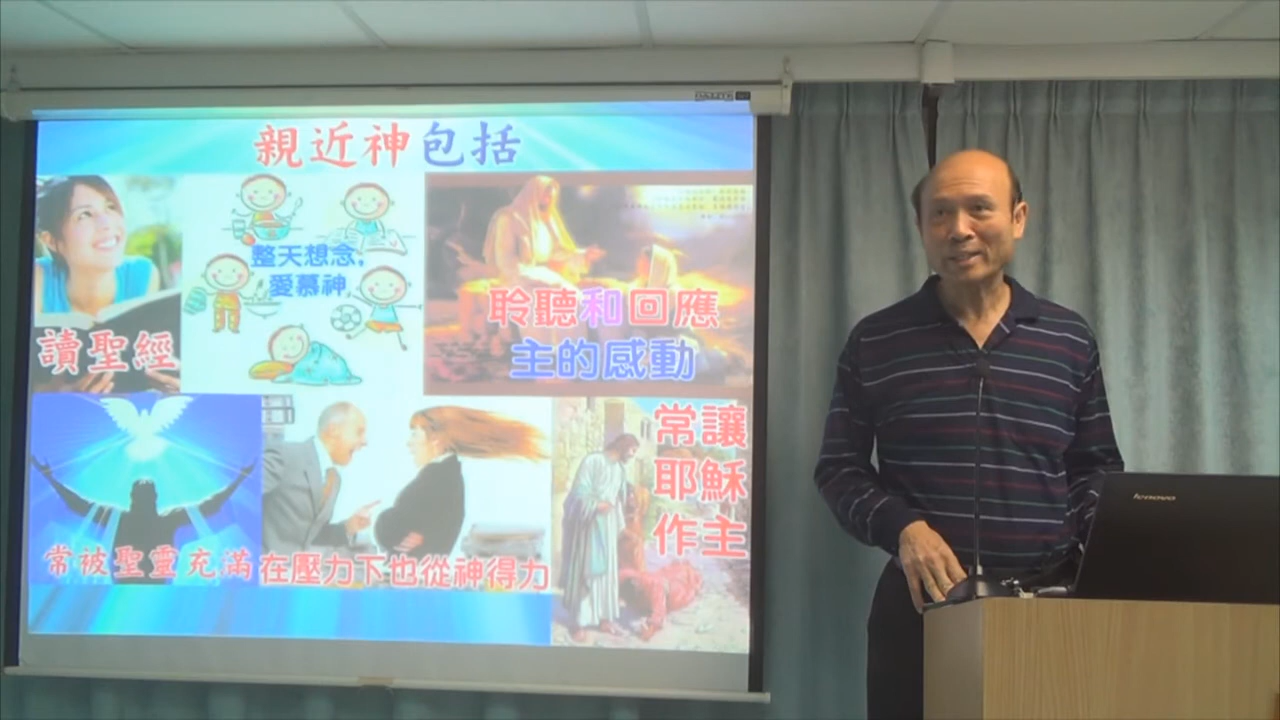 親近神包括
整天想念,
愛慕神
讀聖經
聆聽和回應
主的感動
常被聖靈充滿
在壓力下也從神得力
常讓
耶穌
作主
lenovo